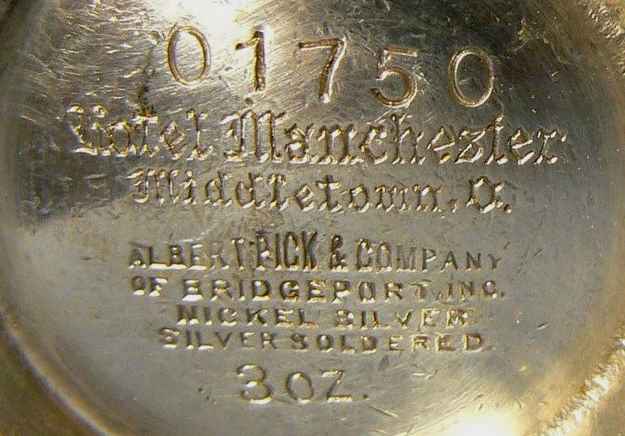 01750
Hotel Manchester
Middletown, O.
ALBERT PICK & COMPANY
OF BRIDGEPORT, INC.
NICKEL SILVER
SILVER SOLDERED
3 OZ.